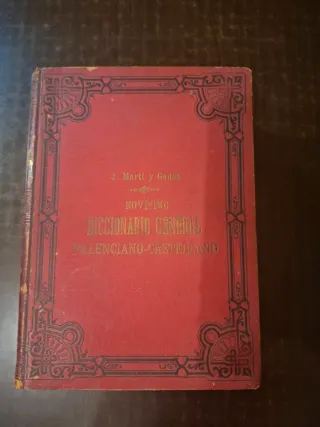 J. Martí y Gadea
NOVÍSIMO
DICCIONARIO GENERAL
VALENCIANO-CASTELLANO